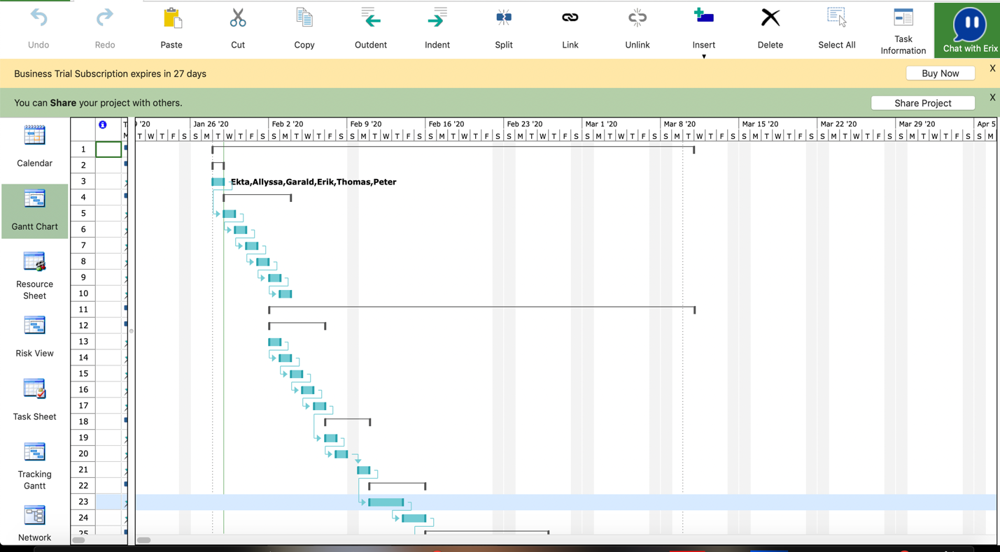 Undo Redo Paste Cut Copy Outdent Indent Split Link Unlink Insert Delete Select All Task Information Chat with Erix
Business Trial Subscription expires in 27 days Buy Now X
You can Share your project with others. Share Project X
Calendar
Gantt Chart
Resource Sheet
Risk View
Task Sheet
Tracking Gantt
Network
T
M
'20 Jan 26 '20 Feb 2 '20 Feb 9 '20 Feb 16 '20 Feb 23 '20 Mar 1 '20 Mar 8 '20 Mar 15 '20 Mar 22 '20 Mar 29 '20 Apr 5
T W T F S S M T W T F S S M T W T F S S M T W T F S S M T W T F S S M T W T F S S M T W T F S S M T W T F S S M T W T F S S M T W T F S S M T W T F S S M
1
2
3 Ekta,Allyssa,Garald,Erik,Thomas,Peter
4
5
6
7
8
9
10
11
12
13
14
15
16
17
18
19
20
21
22
23
24
25